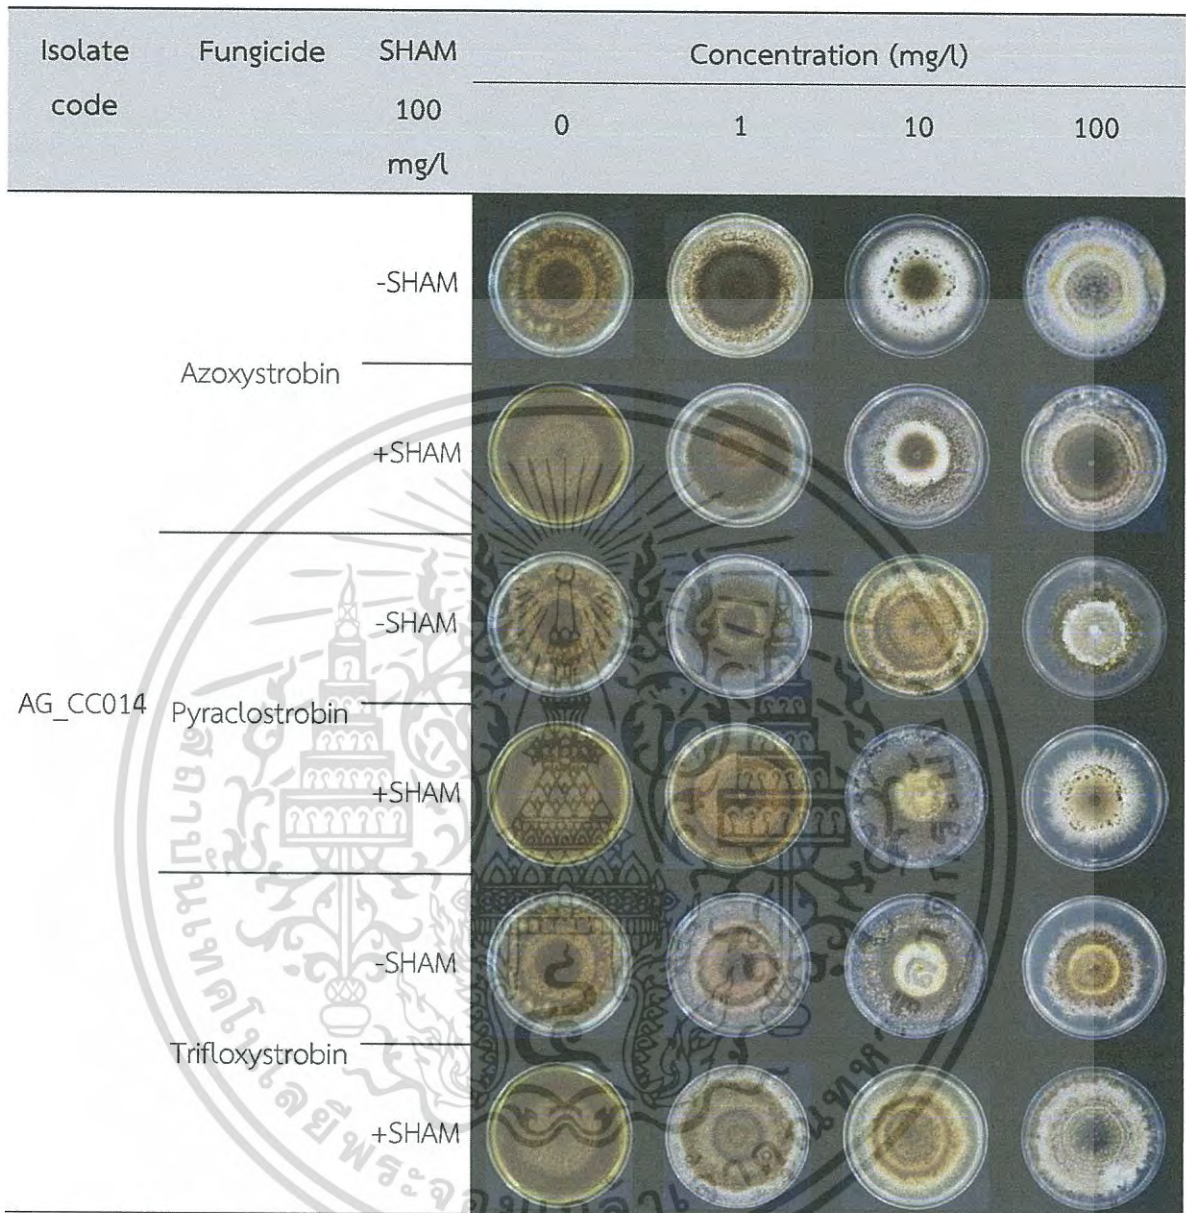 Isolate code
Fungicide
SHAM 100 mg/l
Concentration (mg/l)
0 1 10 100
-SHAM
Azoxystrobin
+SHAM
-SHAM
AG_CC014 Pyraclostrobin
+SHAM
-SHAM
Trifloxystrobin
+SHAM